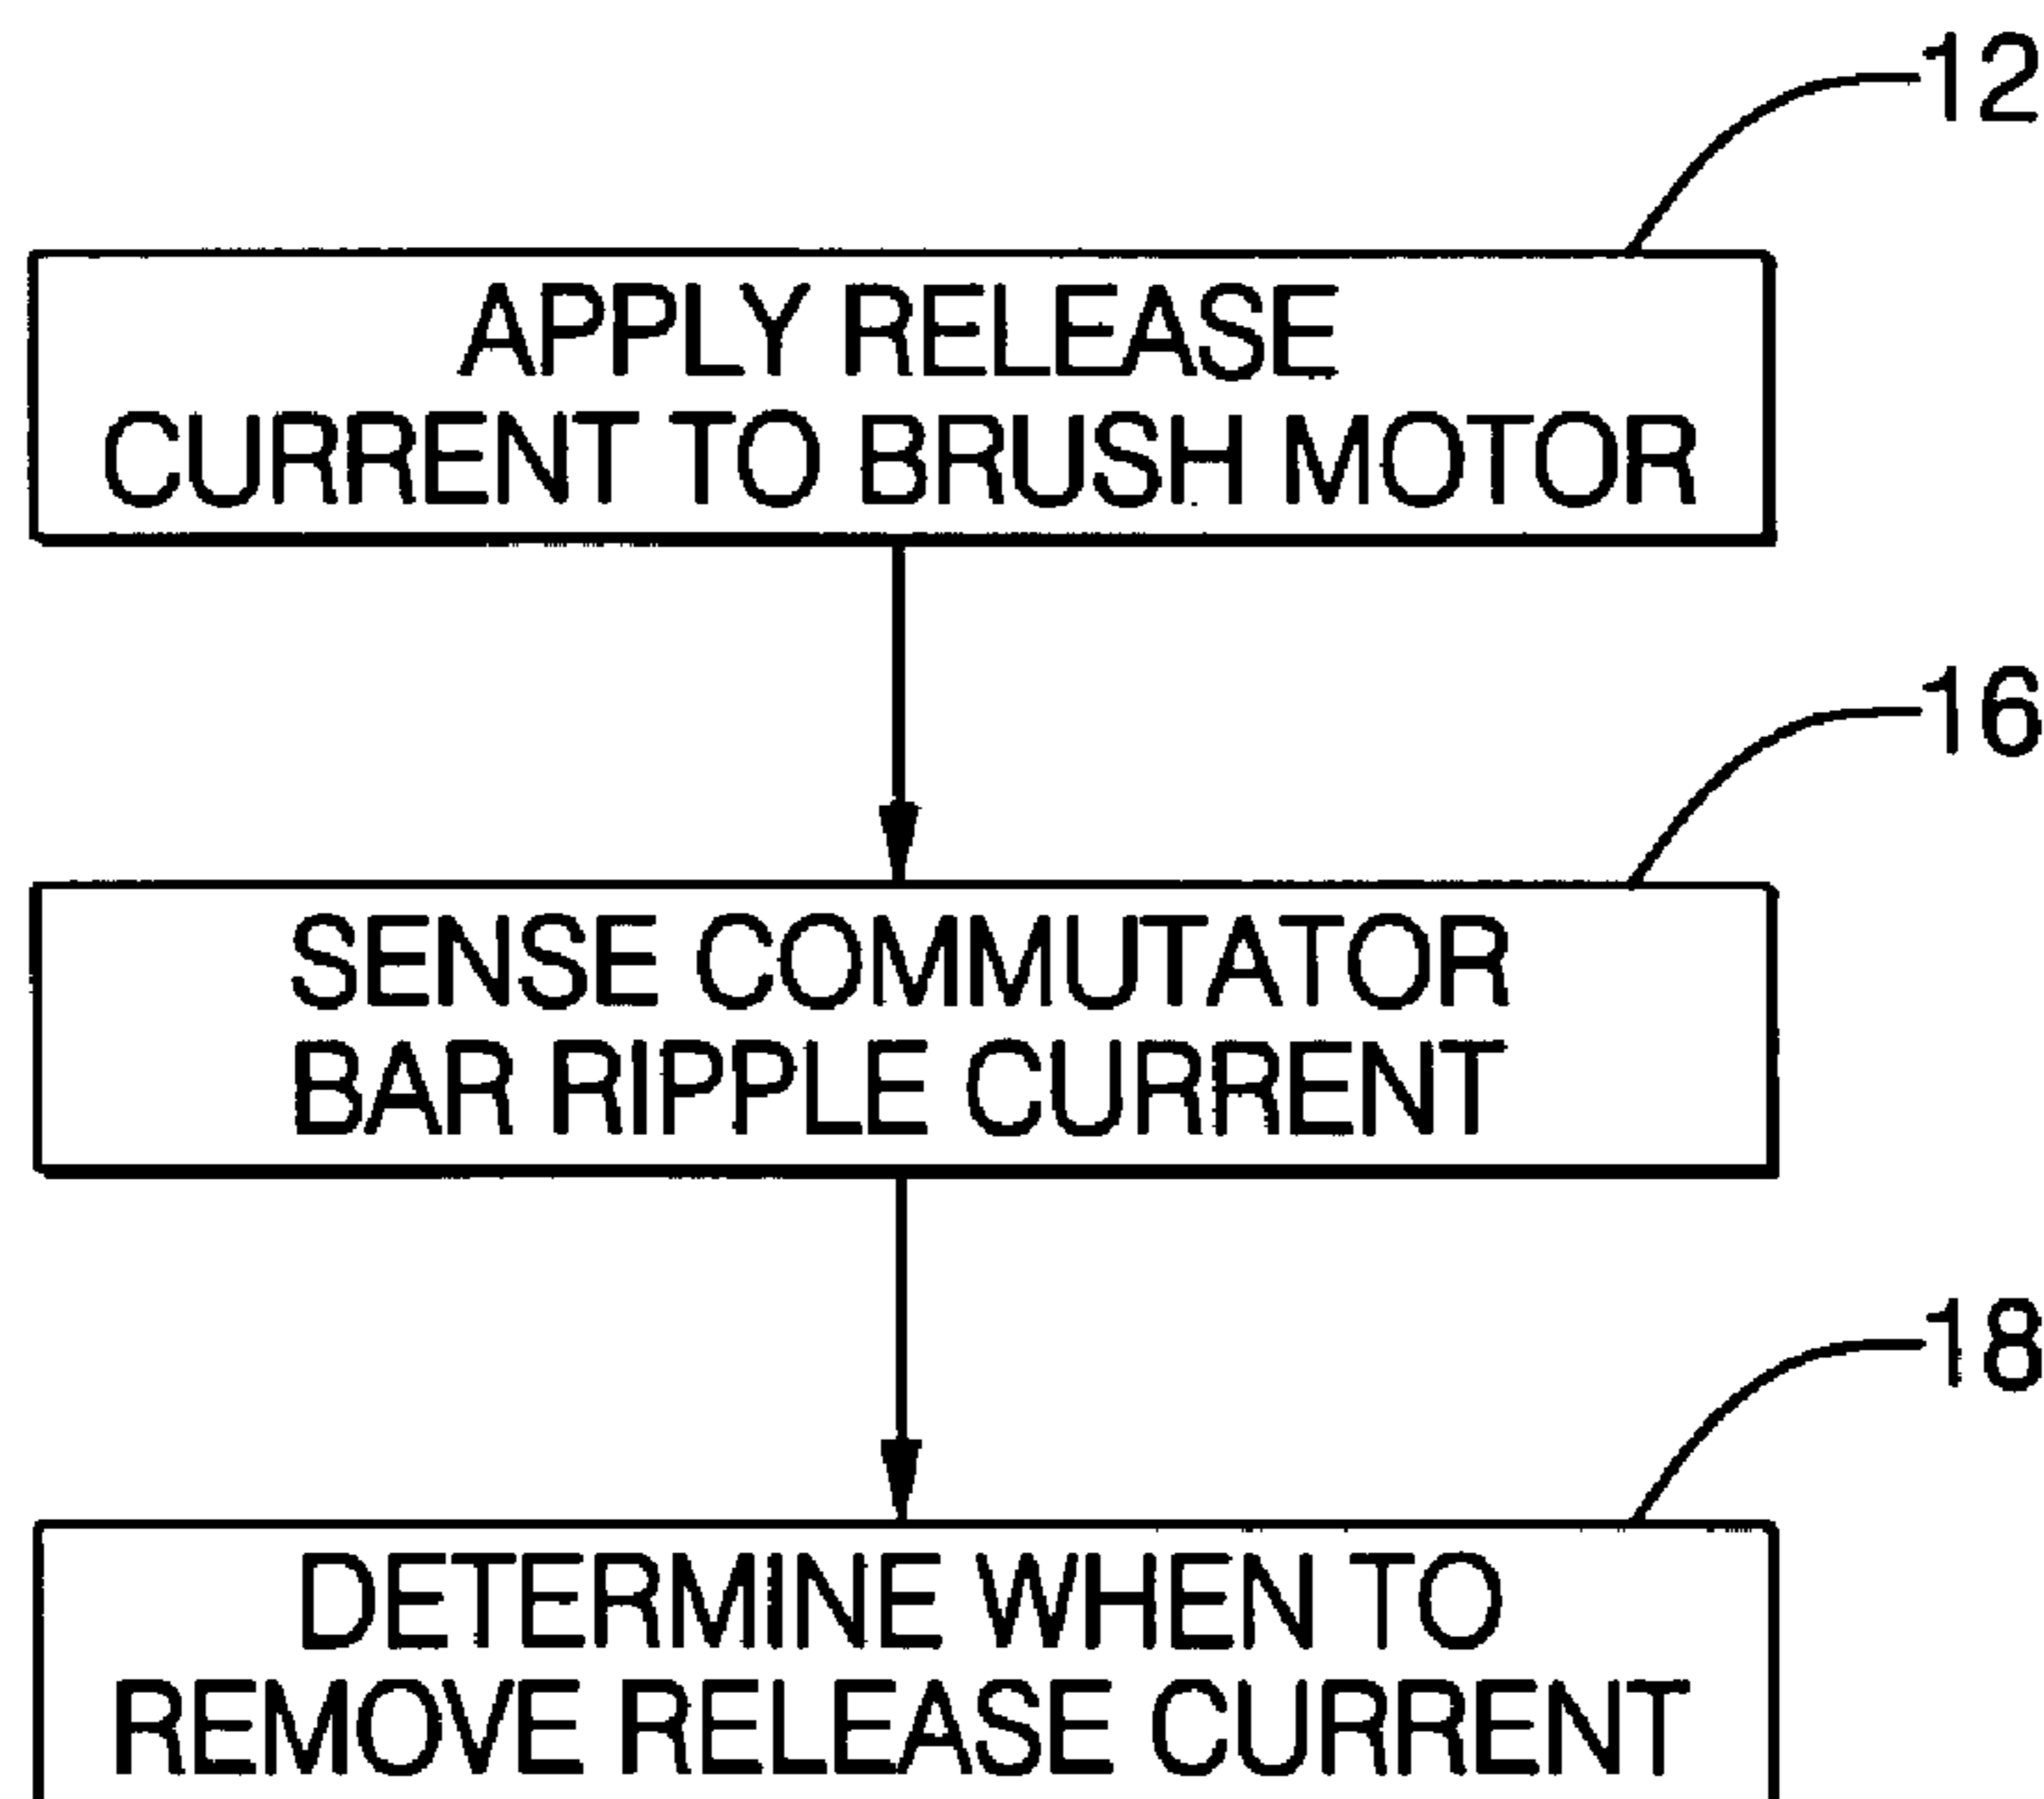 12
APPLY RELEASE
CURRENT TO BRUSH MOTOR
16
SENSE COMMUTATOR
BAR RIPPLE CURRENT
18
DETERMINE WHEN TO
REMOVE RELEASE CURRENT